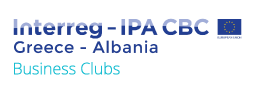 Interreg - IPA CBC
Greece - Albania
Business Clubs